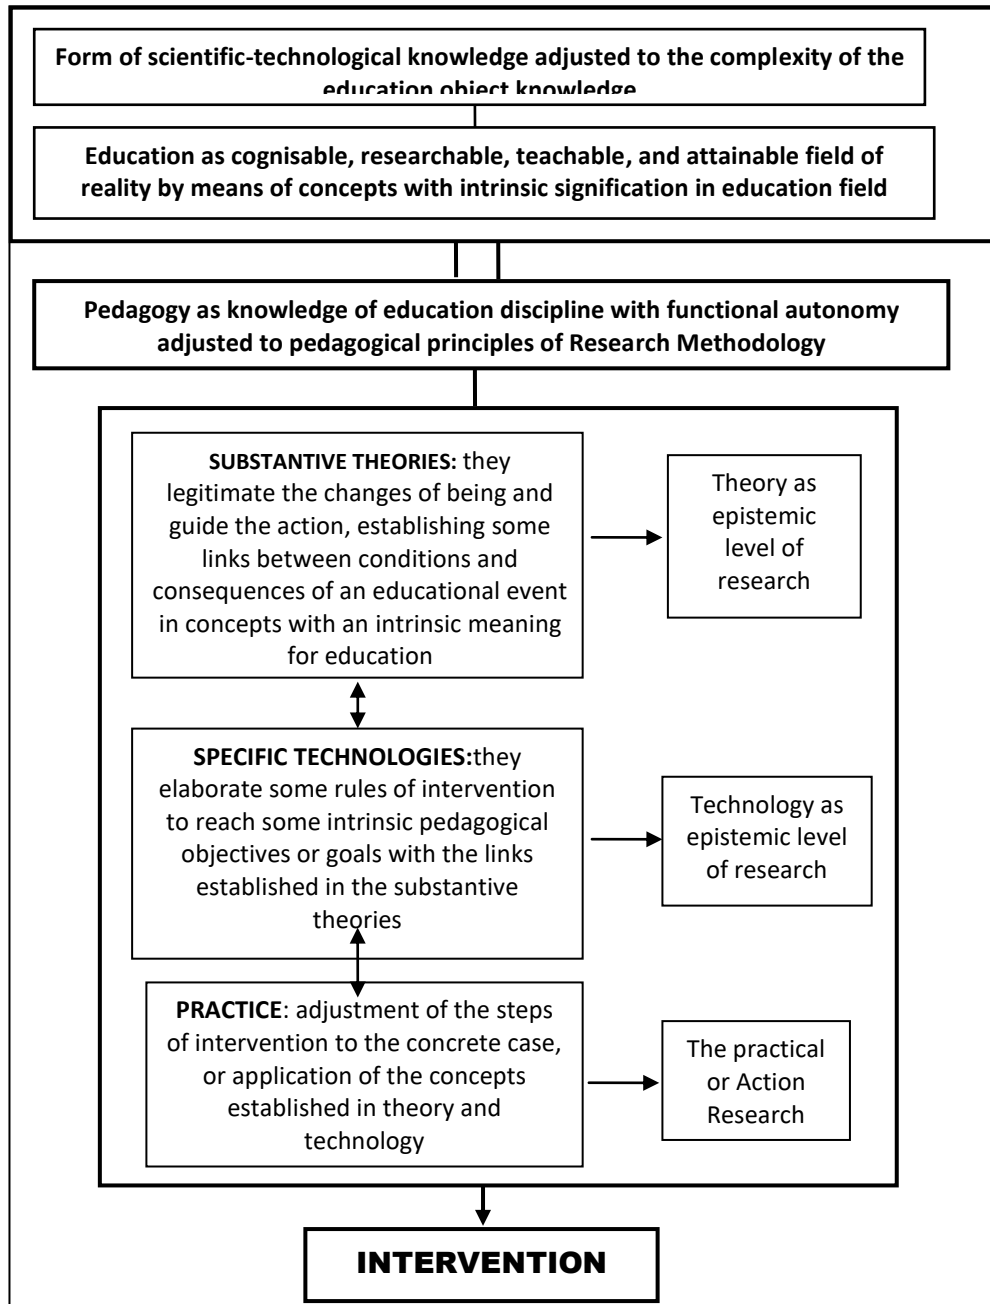 Form of scientific-technological knowledge adjusted to the complexity of the
education object knowledge
Education as cognisable, researchable, teachable, and attainable field of
reality by means of concepts with intrinsic signification in education field
Pedagogy as knowledge of education discipline with functional autonomy
adjusted to pedagogical principles of Research Methodology
SUBSTANTIVE THEORIES: they
legitimate the changes of being and
guide the action, establishing some
links between conditions and
consequences of an educational event
in concepts with an intrinsic meaning
for education
Theory as
epistemic
level of
research
SPECIFIC TECHNOLOGIES:they
elaborate some rules of intervention
to reach some intrinsic pedagogical
objectives or goals with the links
established in the substantive
theories
Technology as
epistemic level
of research
PRACTICE: adjustment of the steps
of intervention to the concrete case,
or application of the concepts
established in theory and
technology
The practical
or Action
Research
INTERVENTION